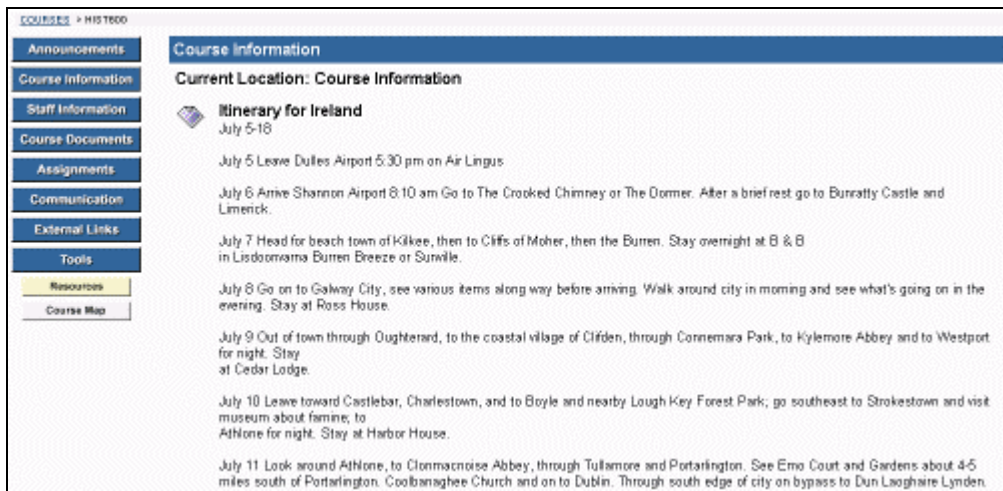 COURSES > HIST600
Announcements
Course Information
Staff Information
Course Documents
Assignments
Communication
External Links
Tools
Resources
Course Map
Course Information
Current Location: Course Information
Itinerary for Ireland
July 5-18
July 5 Leave Dulles Airport 5:30 pm on Air Lingus
July 6 Arrive Shannon Airport 8:10 am Go to The Crooked Chimney or The Dormer. After a brief rest go to Bunratty Castle and
Limerick.
July 7 Head for beach town of Kilkee, then to Cliffs of Moher, then the Burren. Stay overnight at B & B
in Lisdoonvarna Burren Breeze or Sunville.
July 8 Go on to Galway City, see various items along way before arriving. Walk around city in morning and see what's going on in the
evening. Stay at Ross House.
July 9 Out of town through Oughterard, to the coastal village of Clifden, through Connemara Park, to Kylemore Abbey and to Westport
for night. Stay
at Cedar Lodge.
July 10 Leave toward Castlebar, Charlestown, and to Boyle and nearby Lough Key Forest Park; go southeast to Strokestown and visit
museum about famine; to
Athlone for night. Stay at Harbor House.
July 11 Look around Athlone, to Clonmacnoise Abbey, through Tullamore and Portarlington. See Emo Court and Gardens about 4-5
miles south of Portarlington. Coolbanaghee Church and on to Dublin. Through south edge of city on bypass to Dun Laoghaire Lynden.